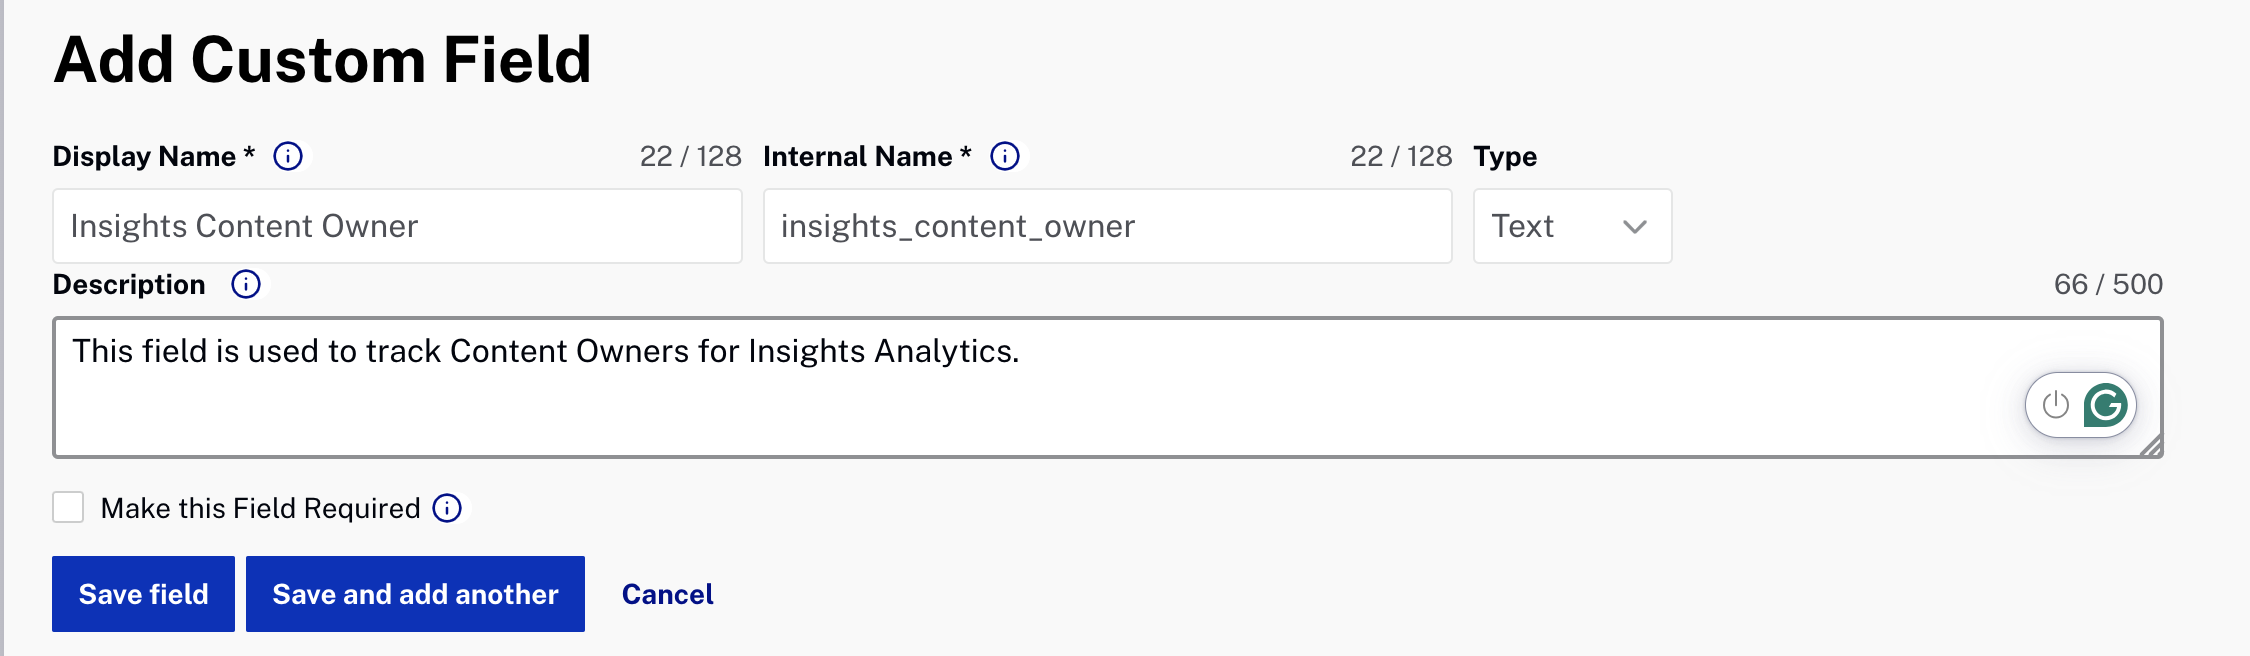 Add Custom Field
Display Name * 22 / 128 Internal Name * 22 / 128 Type
Insights Content Owner insights_content_owner Text
Description 66 / 500
This field is used to track Content Owners for Insights Analytics.
Make this Field Required
Save field Save and add another Cancel